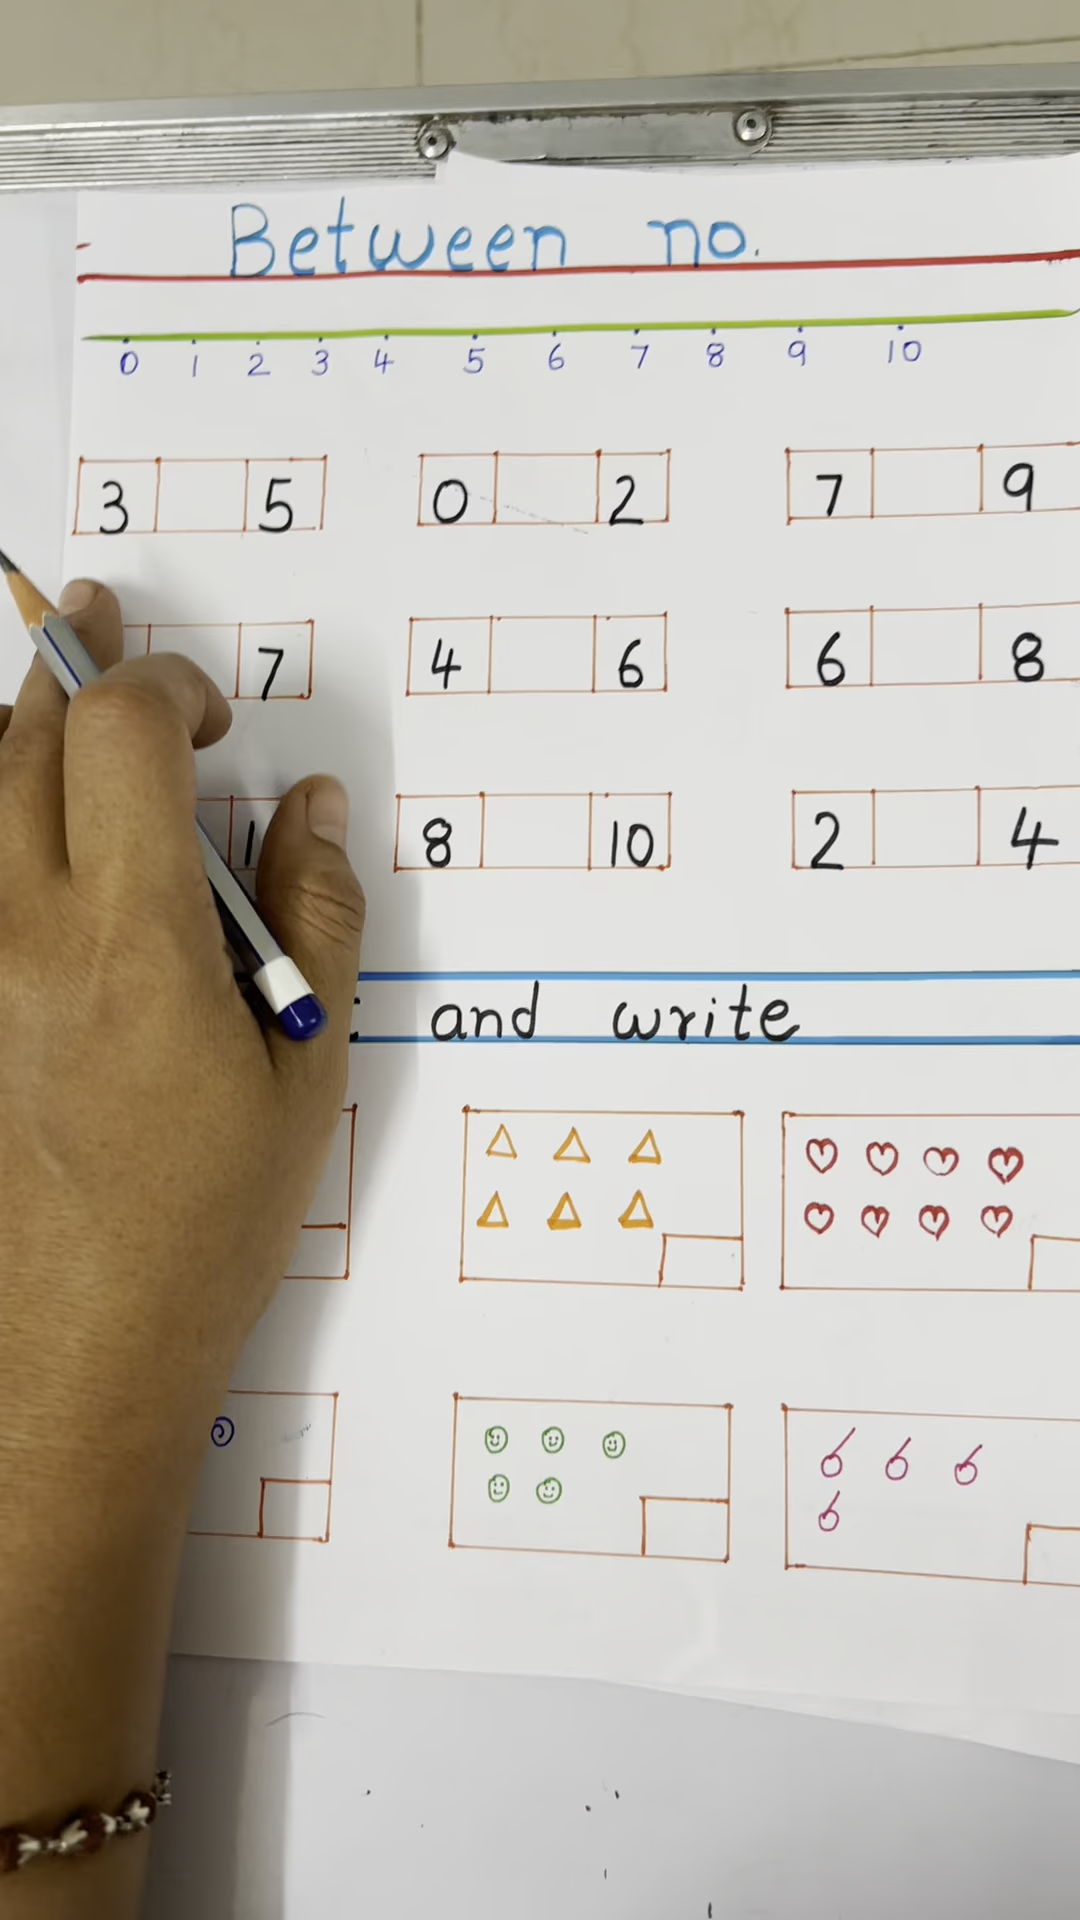 Between no.
0 1 2 3 4 5 6 7 8 9 10
3 5 0 2 7 9
7 4 6 6 8
8 10 2 4
and write